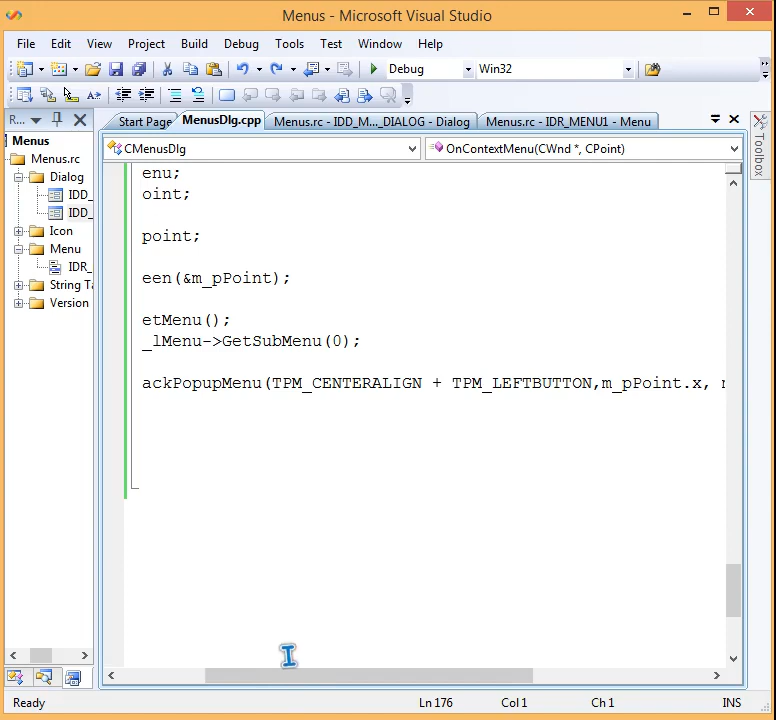 Menus - Microsoft Visual Studio
File Edit View Project Build Debug Tools Test Window Help
Debug Win32
R... Start Page MenusDlg.cpp Menus.rc - IDD_M..._DIALOG - Dialog Menus.rc - IDR_MENU1 - Menu
Toolbox
Menus
Menus.rc
Dialog
IDD_
IDD_
Icon
Menu
IDR_
String Ta
Version
CMenusDlg OnContextMenu(CWnd *, CPoint)
enu;
oint;
point;
een(&m_pPoint);
etMenu();
_lMenu->GetSubMenu(0);
ackPopupMenu(TPM_CENTERALIGN + TPM_LEFTBUTTON,m_pPoint.x,
Ready Ln 176 Col 1 Ch 1 INS